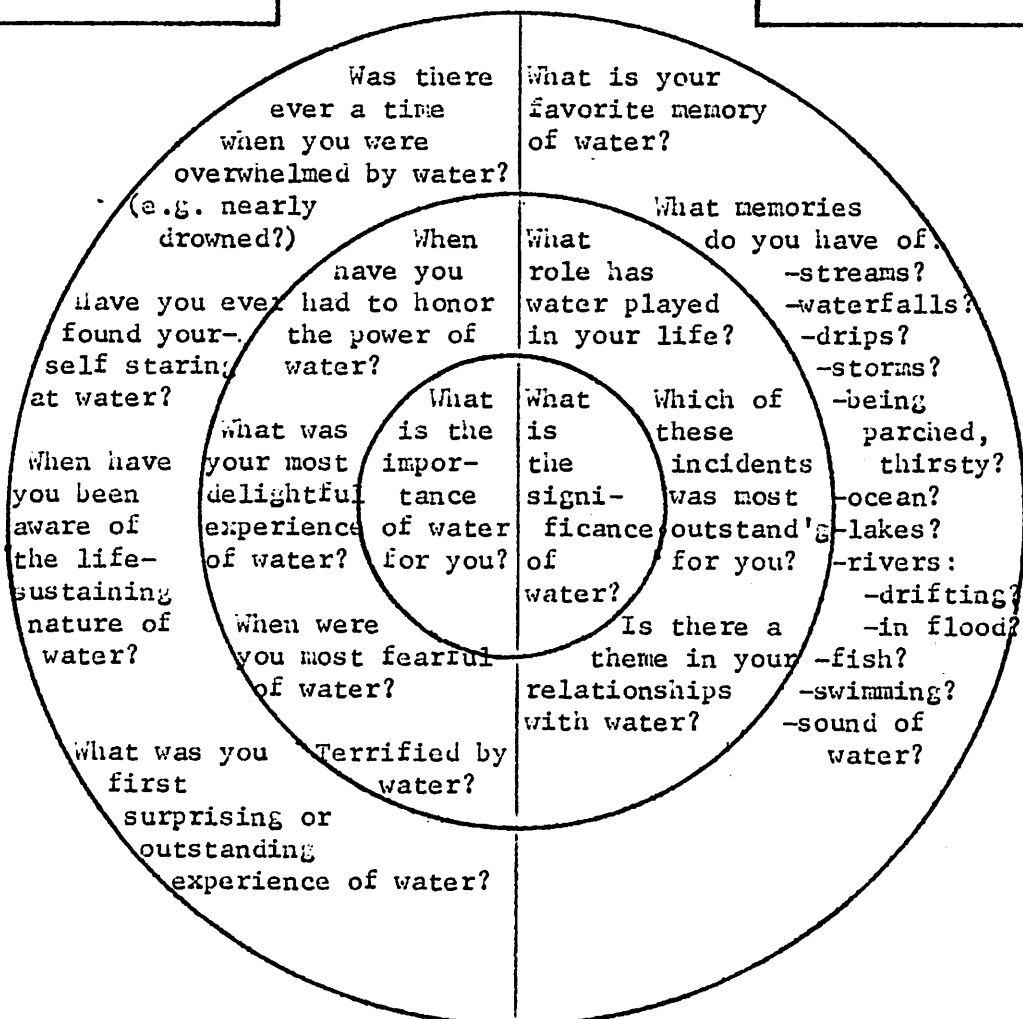 Was there
ever a time
when you were
overwhelmed by water?
(e.g. nearly
drowned?)
Have you ever
found your-
self staring
at water?
When have
you been
aware of
the life-
sustaining
nature of
water?
What was you
first
surprising or
outstanding
experience of water?
When
have you
had to honor
the power of
water?
What was
your most
delightful
experience
of water?
When were
you most fearful
of water?
Terrified by
water?
What
is the
impor-
tance
of water
for you?
What
is
the
signi-
ficance
of
water?
What
role has
water played
in your life?
Which of
these
incidents
was most
outstand'g
for you?
Is there a
theme in your
relationships
with water?
What is your
favorite memory
of water?
What memories
do you have of:
-streams?
-waterfalls?
-drips?
-storms?
-being
parched,
thirsty?
-ocean?
-lakes?
-rivers:
-drifting?
-in flood?
-fish?
-swimming?
-sound of
water?